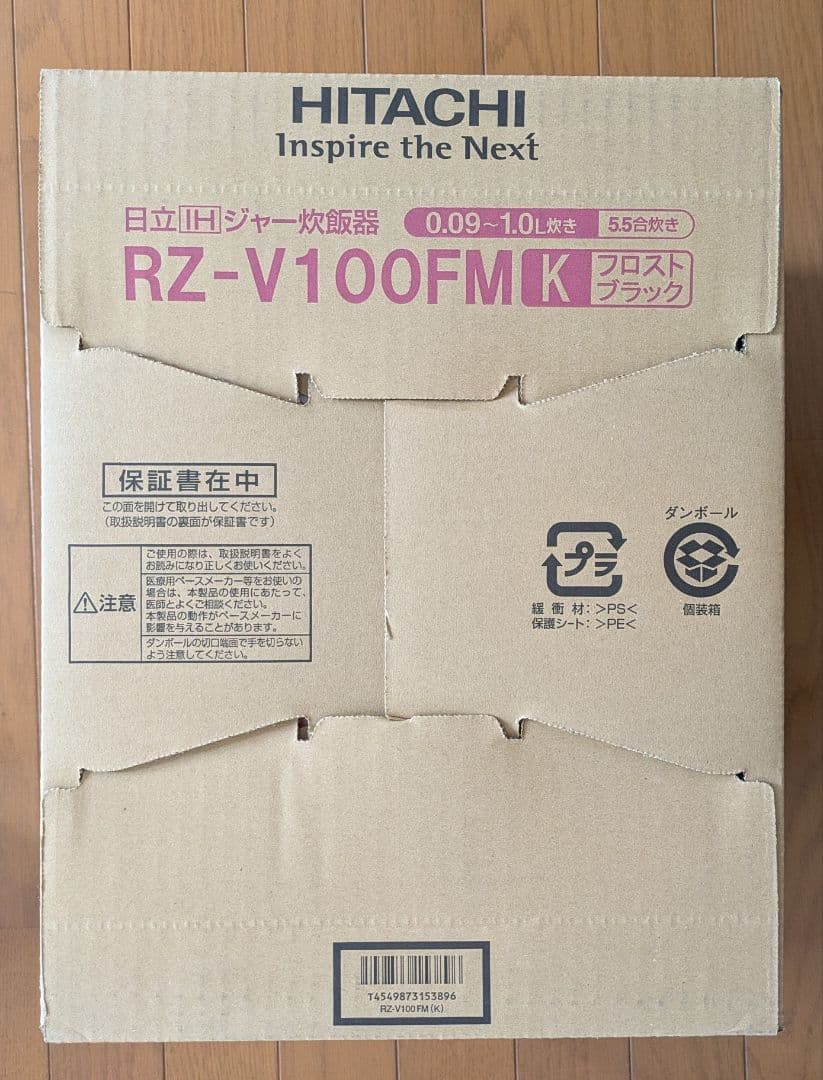 HITACHI
Inspire the Next
日立IHジャー炊飯器 0.09~1.0L炊き 5.5合炊き
RZ-V100FM K フロスト
ブラック
保証書在中
この面を開けて取り出してください。
(取扱説明書の裏面が保証書です)
注意
ご使用の際は、取扱説明書をよく
お読みになり正しくお使いください。
医療用ペースメーカー等をお使いの
場合は、本製品の使用にあたって、
医師とよくご相談ください。
本製品の動作がペースメーカーに
影響を与えることがあります。
ダンボールの切口端面で手を切らない
よう注意してください。
プラ
緩衝材:>PS<
保護シート:>PE<
ダンボール
個装箱
T4549873153896
RZ-V100FM(K)